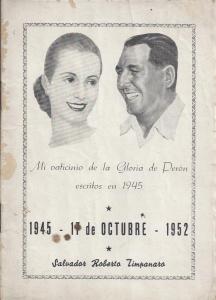 Mi vaticinio de la Gloria de Perón
escritos en 1945
1945 - 17 de OCTUBRE - 1952
Salvador Roberto Timpanaro